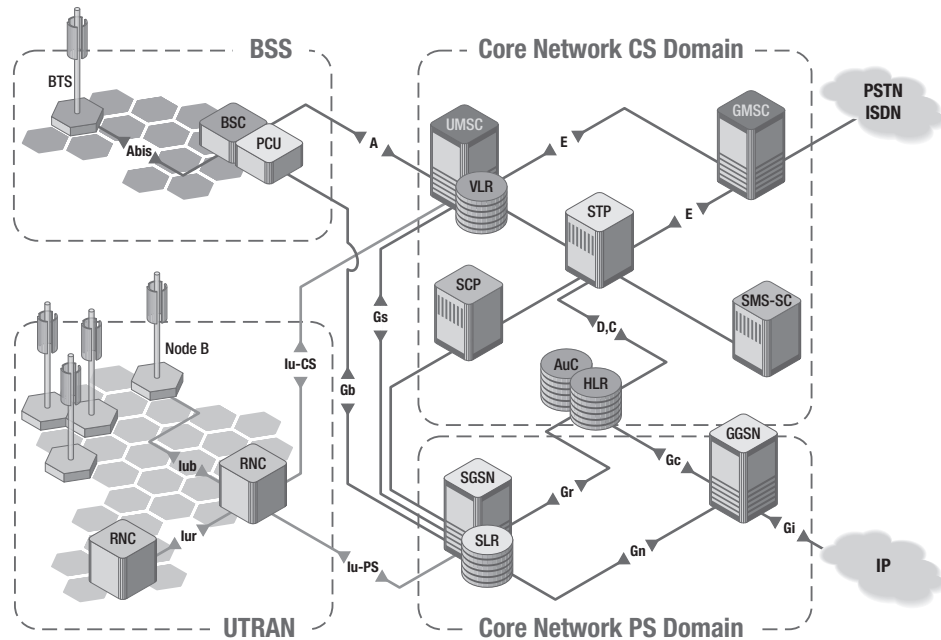 BSS
Core Network CS Domain
BTS
BSC
PCU
Abis
A
UMSC
VLR
E
GMSC
PSTN
ISDN
STP
E
SCP
Gs
SMS-SC
D,C
Node B
Iu-CS
Gb
AuC
HLR
GGSN
Iub
RNC
SGSN
Gc
Gr
RNC
Iur
SLR
Gn
Gi
Iu-PS
IP
UTRAN
Core Network PS Domain